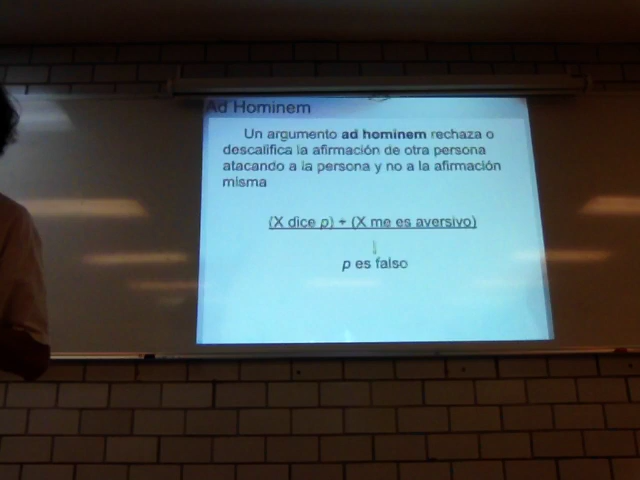 Ad Hominem
Un argumento ad hominem rechaza o
descalifica la afirmación de otra persona
atacando a la persona y no a la afirmación
misma
(X dice p) + (X me es aversivo)
p es falso